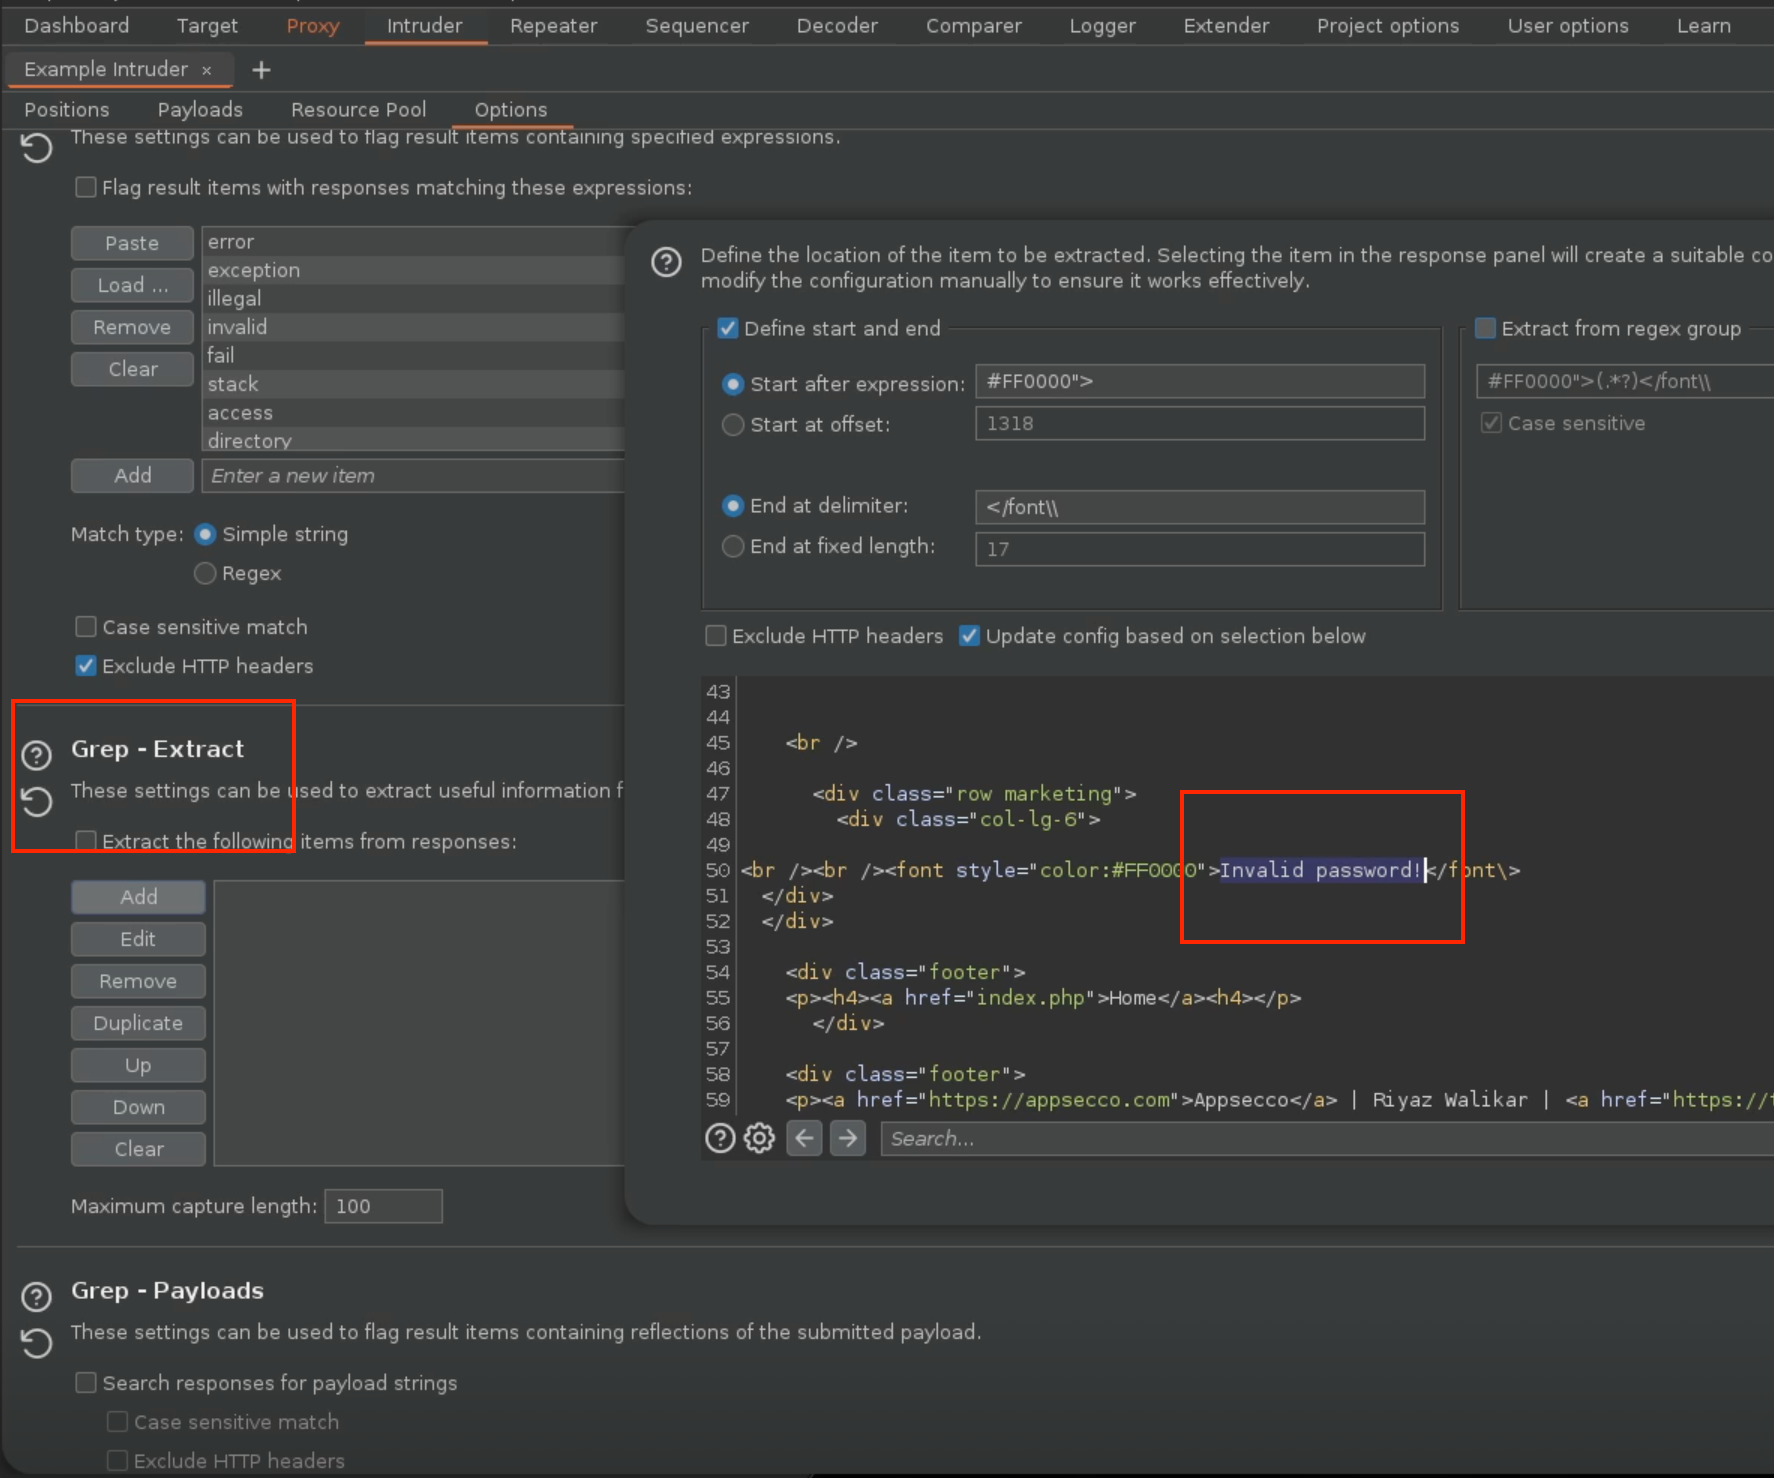 Dashboard Target Proxy Intruder Repeater Sequencer Decoder Comparer Logger Extender Project options User options Learn
Example Intruder × +
Positions Payloads Resource Pool Options
These settings can be used to flag result items containing specified expressions.
Flag result items with responses matching these expressions:
Paste
Load ...
Remove
Clear
error
exception
illegal
invalid
fail
stack
access
directory
Add Enter a new item
Match type: Simple string
Regex
Case sensitive match
Exclude HTTP headers
Grep - Extract
These settings can be used to extract useful information f
Extract the following items from responses:
Add
Edit
Remove
Duplicate
Up
Down
Clear
Maximum capture length: 100
Grep - Payloads
These settings can be used to flag result items containing reflections of the submitted payload.
Search responses for payload strings
Case sensitive match
Exclude HTTP headers
Define the location of the item to be extracted. Selecting the item in the response panel will create a suitable co
modify the configuration manually to ensure it works effectively.
Define start and end
Start after expression: #FF0000">
Start at offset: 1318
End at delimiter: </font\\
End at fixed length: 17
Extract from regex group
#FF0000">(.*?)</font\\
Case sensitive
Exclude HTTP headers Update config based on selection below
43
44
45 <br />
46
47 <div class="row marketing">
48 <div class="col-lg-6">
49
50 <br /><br /><font style="color:#FF0000">Invalid password!</font\>
51 </div>
52 </div>
53
54 <div class="footer">
55 <p><h4><a href="index.php">Home</a><h4></p>
56 </div>
57
58 <div class="footer">
59 <p><a href="https://appsecco.com">Appsecco</a> | Riyaz Walikar | <a href="https://t
Search...